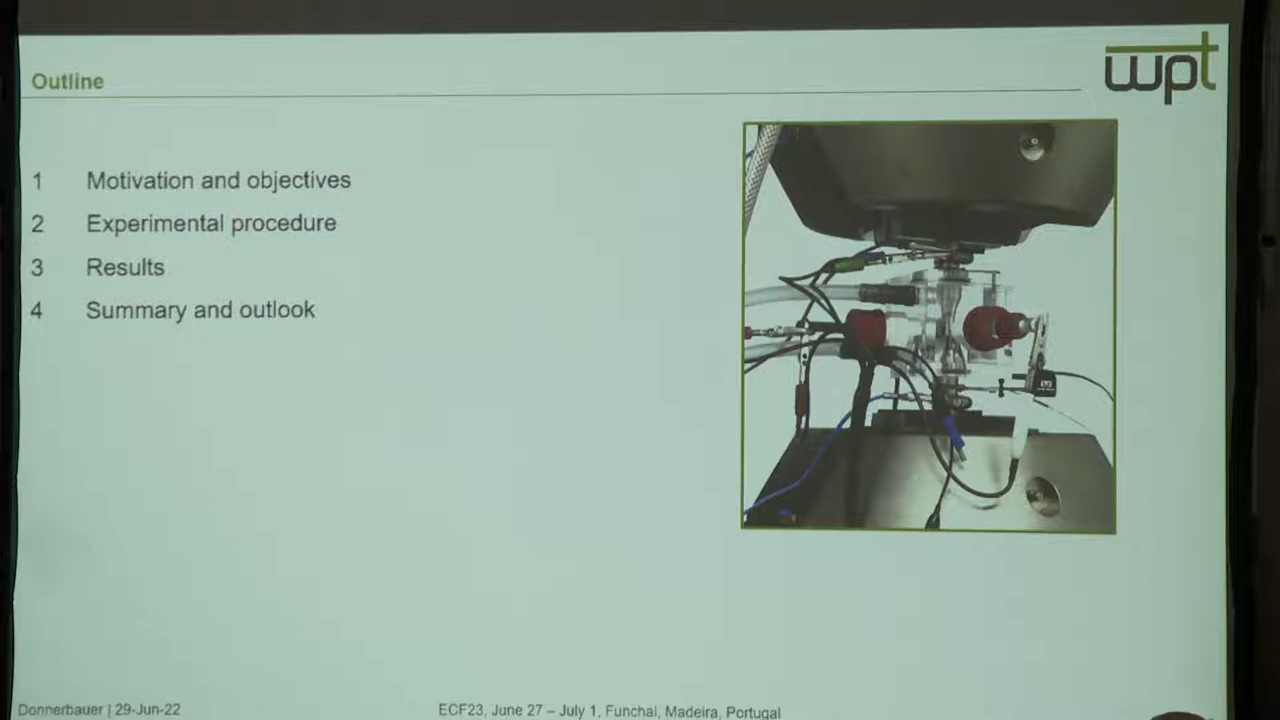 Outline
wpt
1 Motivation and objectives
2 Experimental procedure
3 Results
4 Summary and outlook
Donnerbauer | 29-Jun-22
ECF23, June 27 – July 1, Funchal, Madeira, Portugal